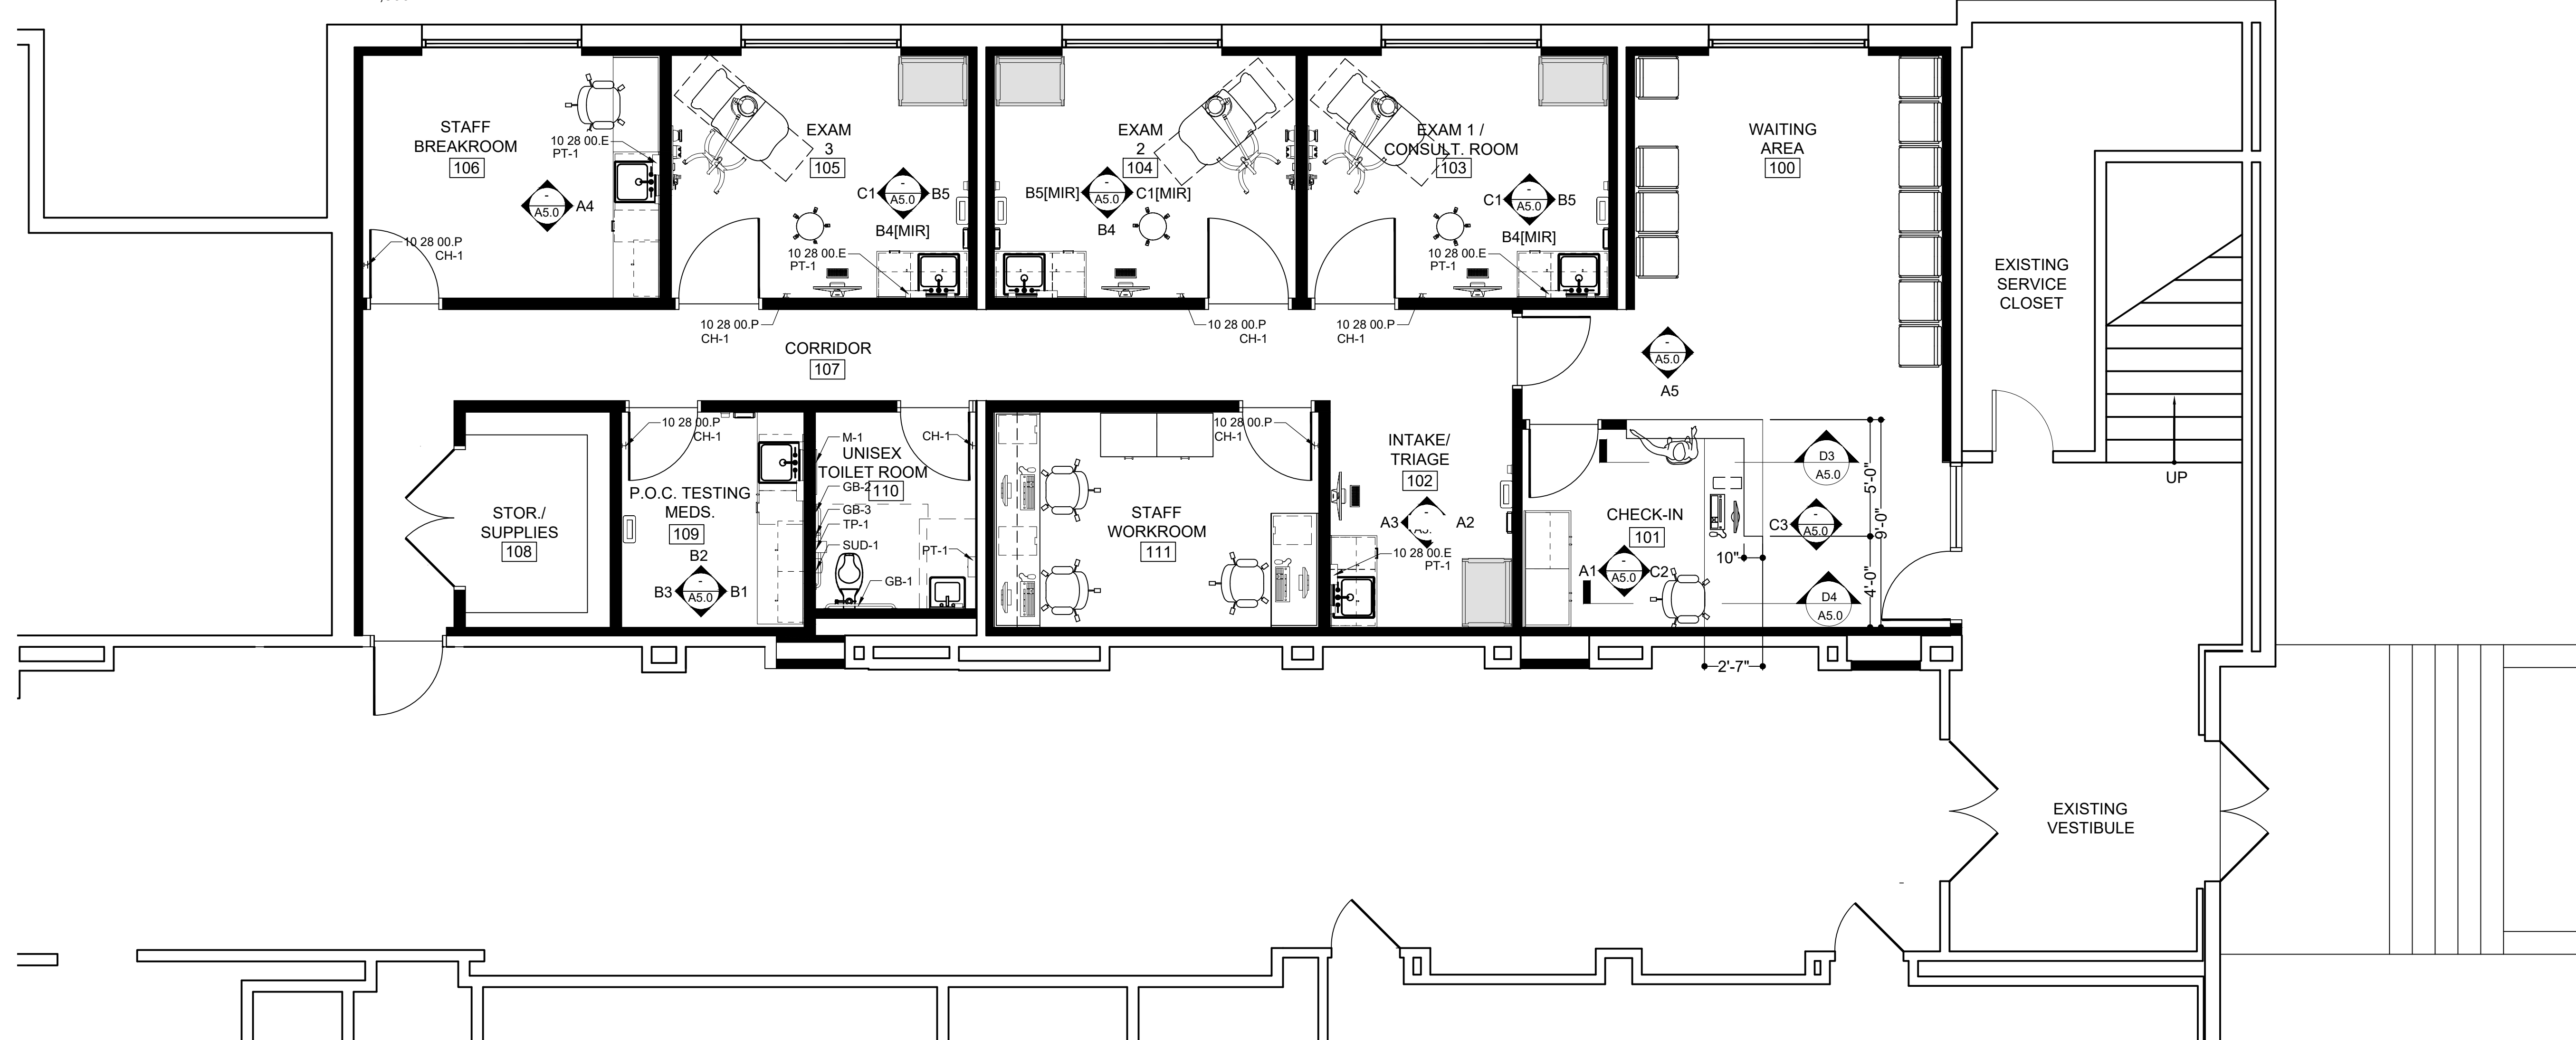 STAFF
BREAKROOM
106
10 28 00.E
PT-1
-
A5.0
A4
10 28 00.P
CH-1
EXAM
3
105
C1
-
A5.0
B5
B4[MIR]
10 28 00.E
PT-1
10 28 00.P
CH-1
EXAM
2
104
B5[MIR]
-
A5.0
C1[MIR]
B4
10 28 00.P
CH-1
EXAM 1 /
CONSULT. ROOM
103
C1
-
A5.0
B5
B4[MIR]
10 28 00.E
PT-1
10 28 00.P
CH-1
WAITING
AREA
100
-
A5.0
A5
EXISTING
SERVICE
CLOSET
UP
CORRIDOR
107
STOR./
SUPPLIES
108
10 28 00.P
CH-1
P.O.C. TESTING
MEDS.
109
B2
B3
-
A5.0
B1
M-1
UNISEX
TOILET ROOM
110
CH-1
GB-2
GB-3
TP-1
SUD-1
PT-1
GB-1
STAFF
WORKROOM
111
10 28 00.P
CH-1
INTAKE/
TRIAGE
102
A3
A2
10 28 00.E
PT-1
CHECK-IN
101
A1
-
A5.0
C2
D3
A5.0
C3
-
A5.0
D4
A5.0
5'-0"
9'-0"
4'-0"
10"
2'-7"
EXISTING
VESTIBULE